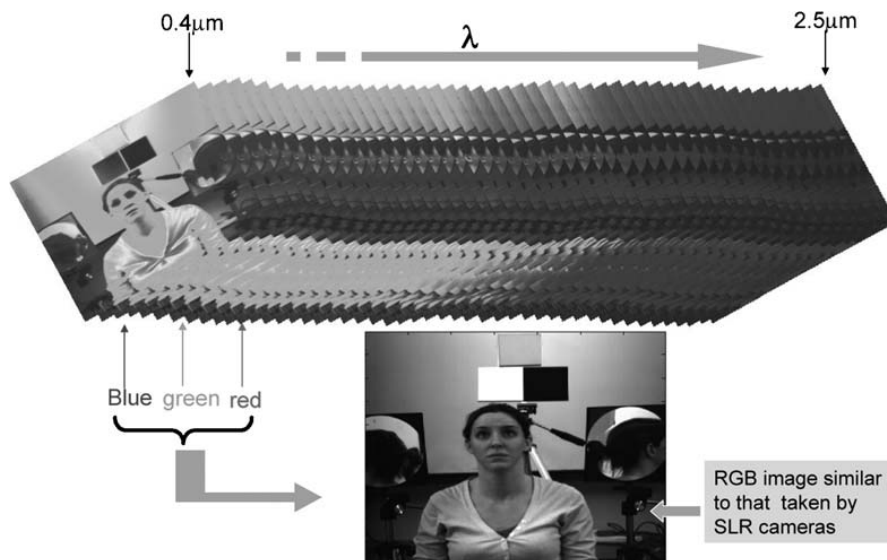 0.4μm
λ
2.5μm
Blue green red
RGB image similar
to that taken by
SLR cameras